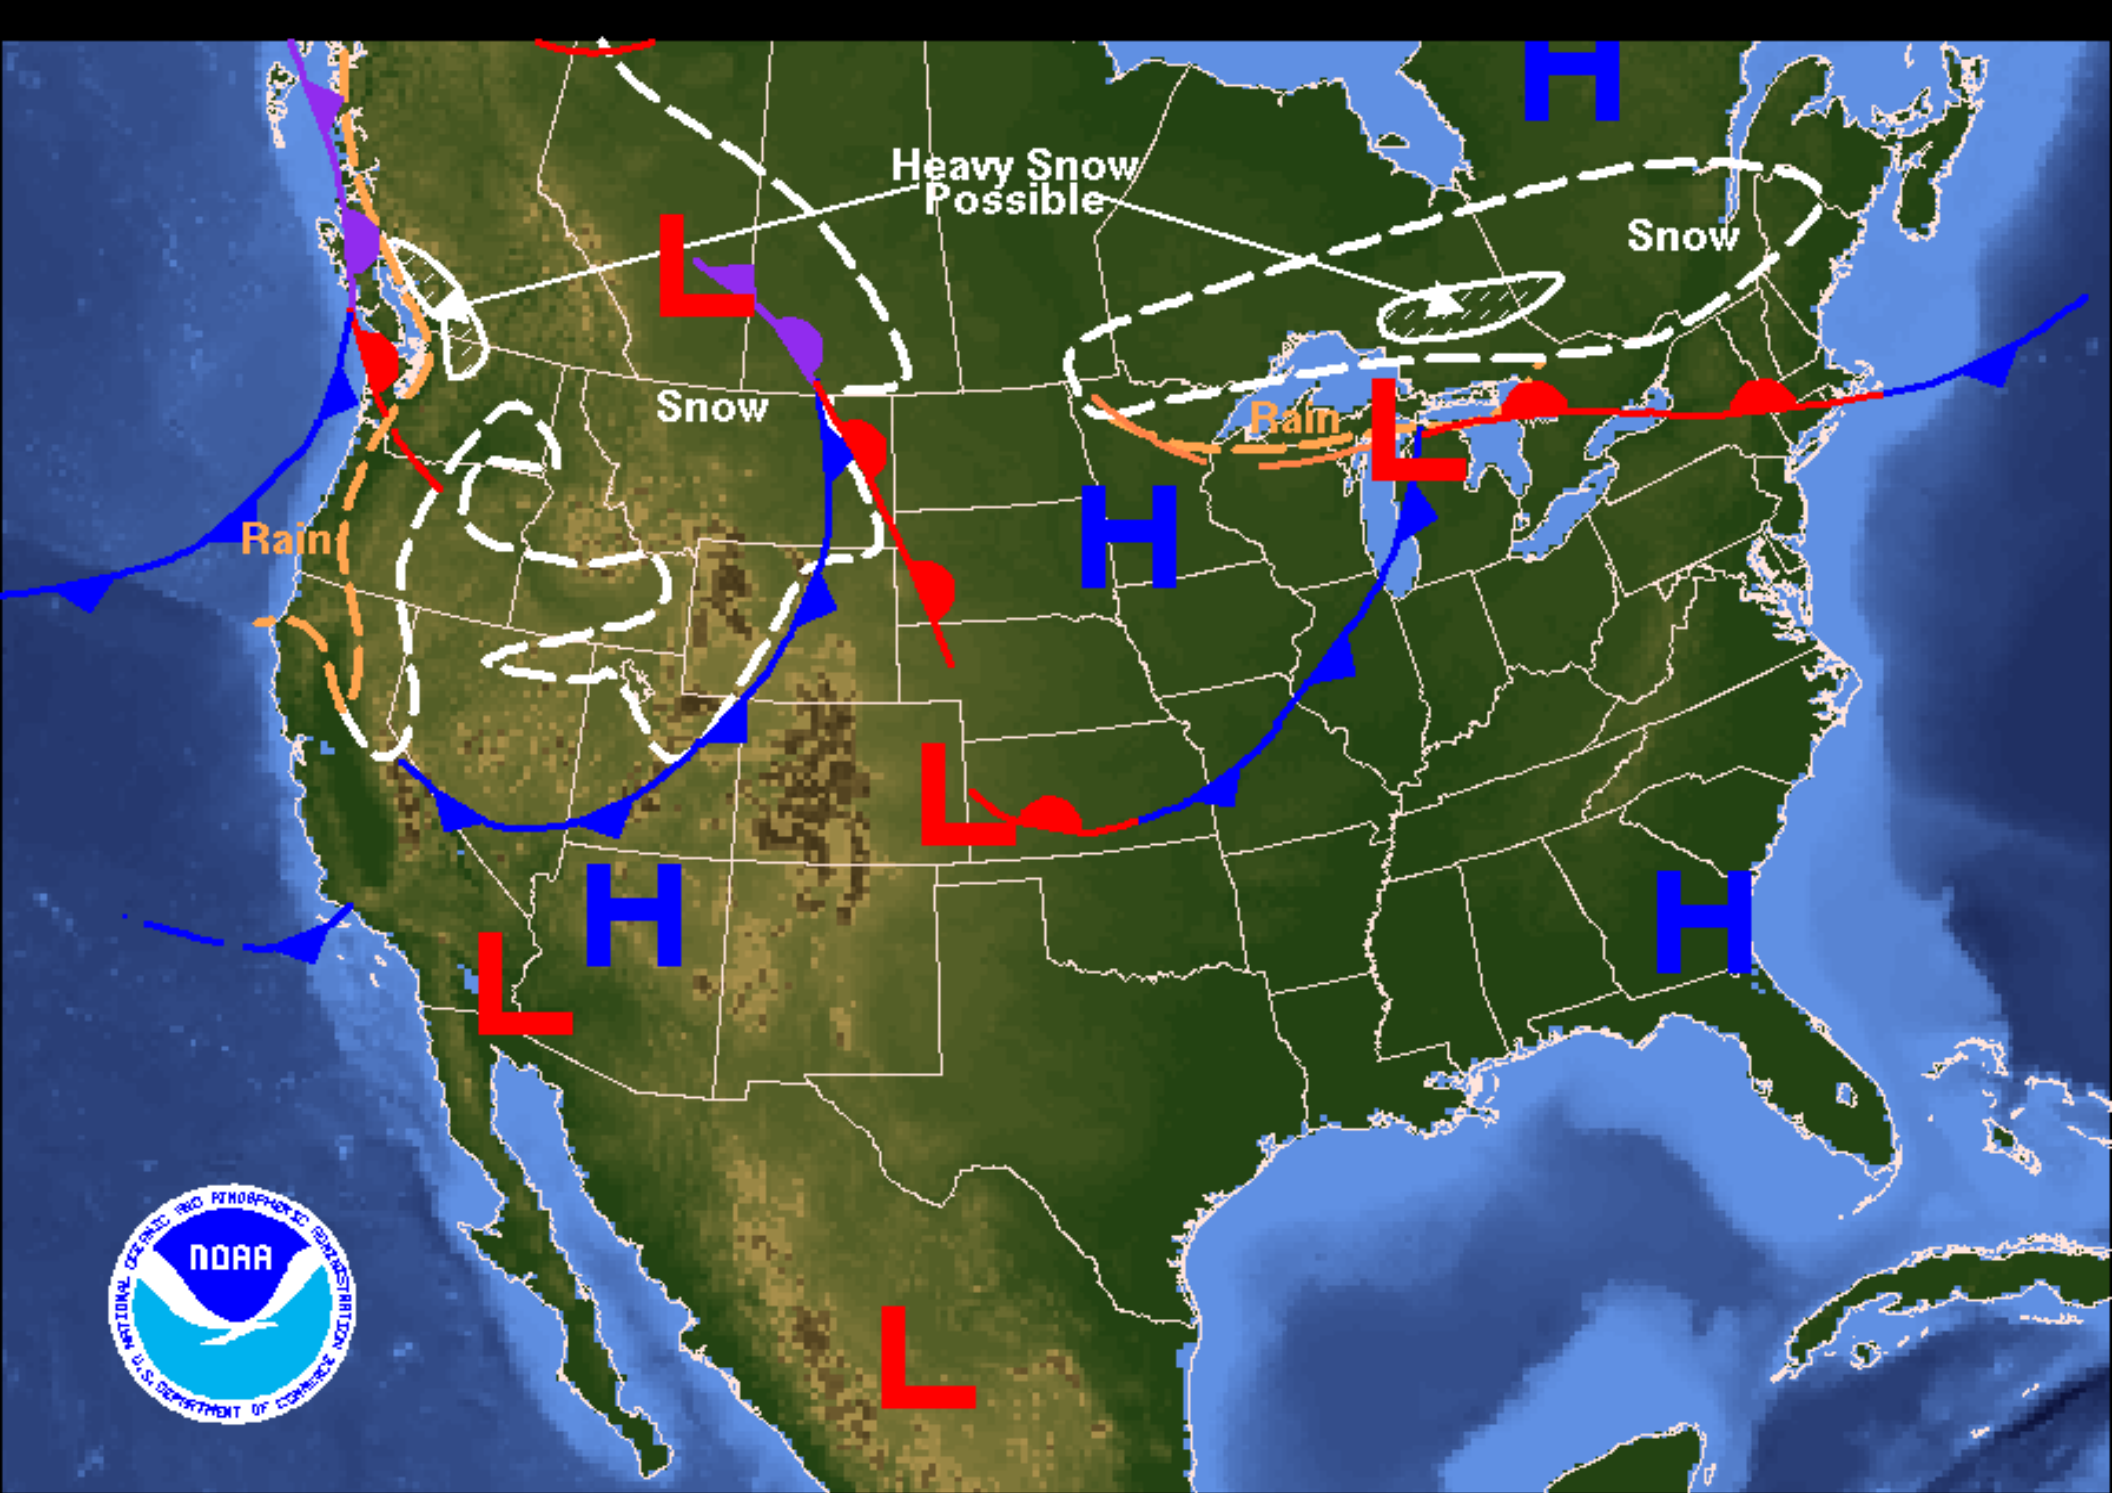 H
Heavy Snow
Possible
Snow
L
Snow
Rain
L
H
Rain
L
H
H
L
NATIONAL OCEANIC AND ATMOSPHERIC ADMINISTRATION
NOAA
U.S. DEPARTMENT OF COMMERCE
L